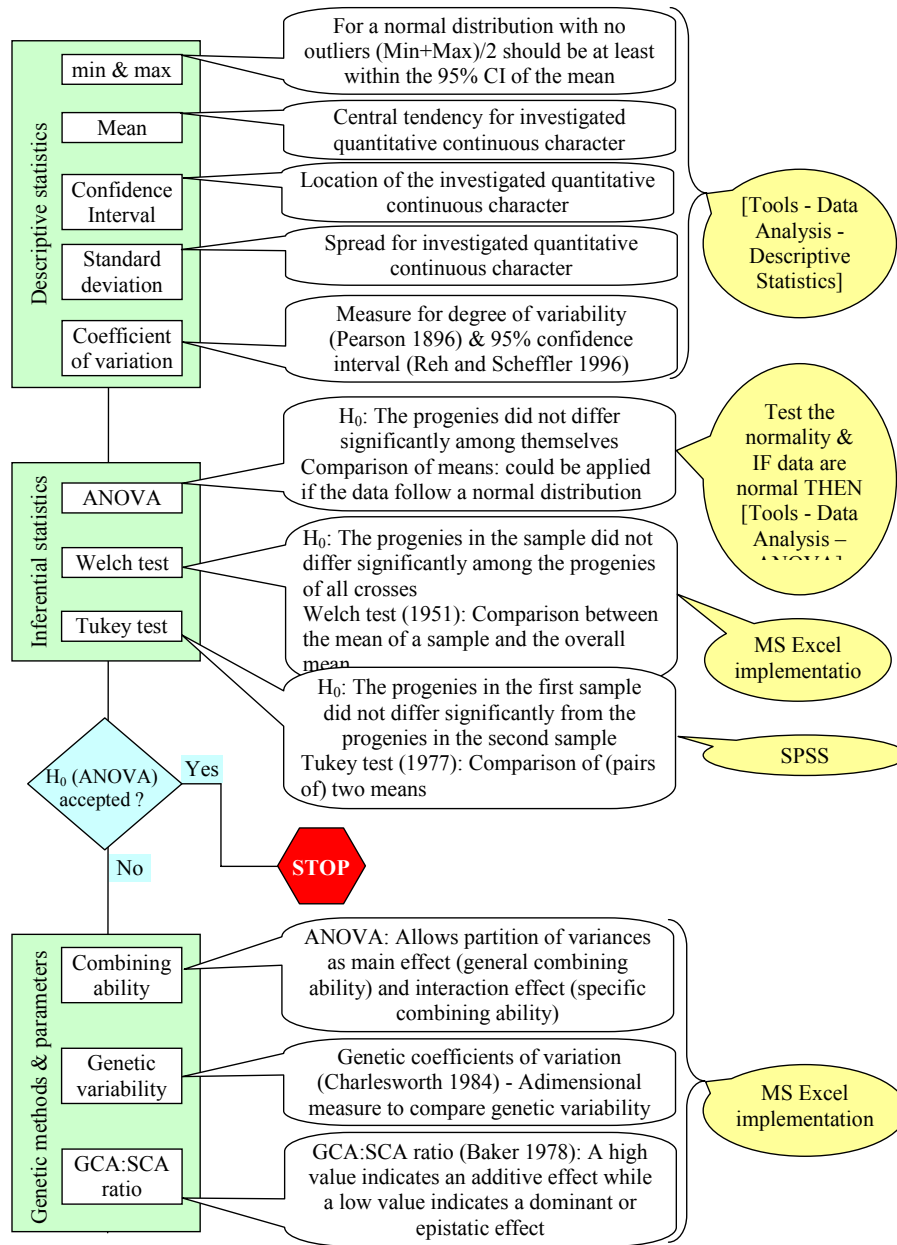 Descriptive statistics
min & max
For a normal distribution with no
outliers (Min+Max)/2 should be at least
within the 95% CI of the mean
Mean
Central tendency for investigated
quantitative continuous character
Confidence
Interval
Location of the investigated quantitative
continuous character
Standard
deviation
Spread for investigated quantitative
continuous character
Coefficient
of variation
Measure for degree of variability
(Pearson 1896) & 95% confidence
interval (Reh and Scheffler 1996)
[Tools - Data
Analysis -
Descriptive
Statistics]
Inferential statistics
ANOVA
H₀: The progenies did not differ
significantly among themselves
Comparison of means: could be applied
if the data follow a normal distribution
Test the
normality &
IF data are
normal THEN
[Tools - Data
Analysis –
ANOVA]
Welch test
H₀: The progenies in the sample did not
differ significantly among the progenies
of all crosses
Welch test (1951): Comparison between
the mean of a sample and the overall
mean
MS Excel
implementatio
Tukey test
H₀: The progenies in the first sample
did not differ significantly from the
progenies in the second sample
Tukey test (1977): Comparison of (pairs
of) two means
SPSS
H₀ (ANOVA)
accepted ?
Yes
STOP
No
Genetic methods & parameters
Combining
ability
ANOVA: Allows partition of variances
as main effect (general combining
ability) and interaction effect (specific
combining ability)
Genetic
variability
Genetic coefficients of variation
(Charlesworth 1984) - Adimensional
measure to compare genetic variability
GCA:SCA
ratio
GCA:SCA ratio (Baker 1978): A high
value indicates an additive effect while
a low value indicates a dominant or
epistatic effect
MS Excel
implementation